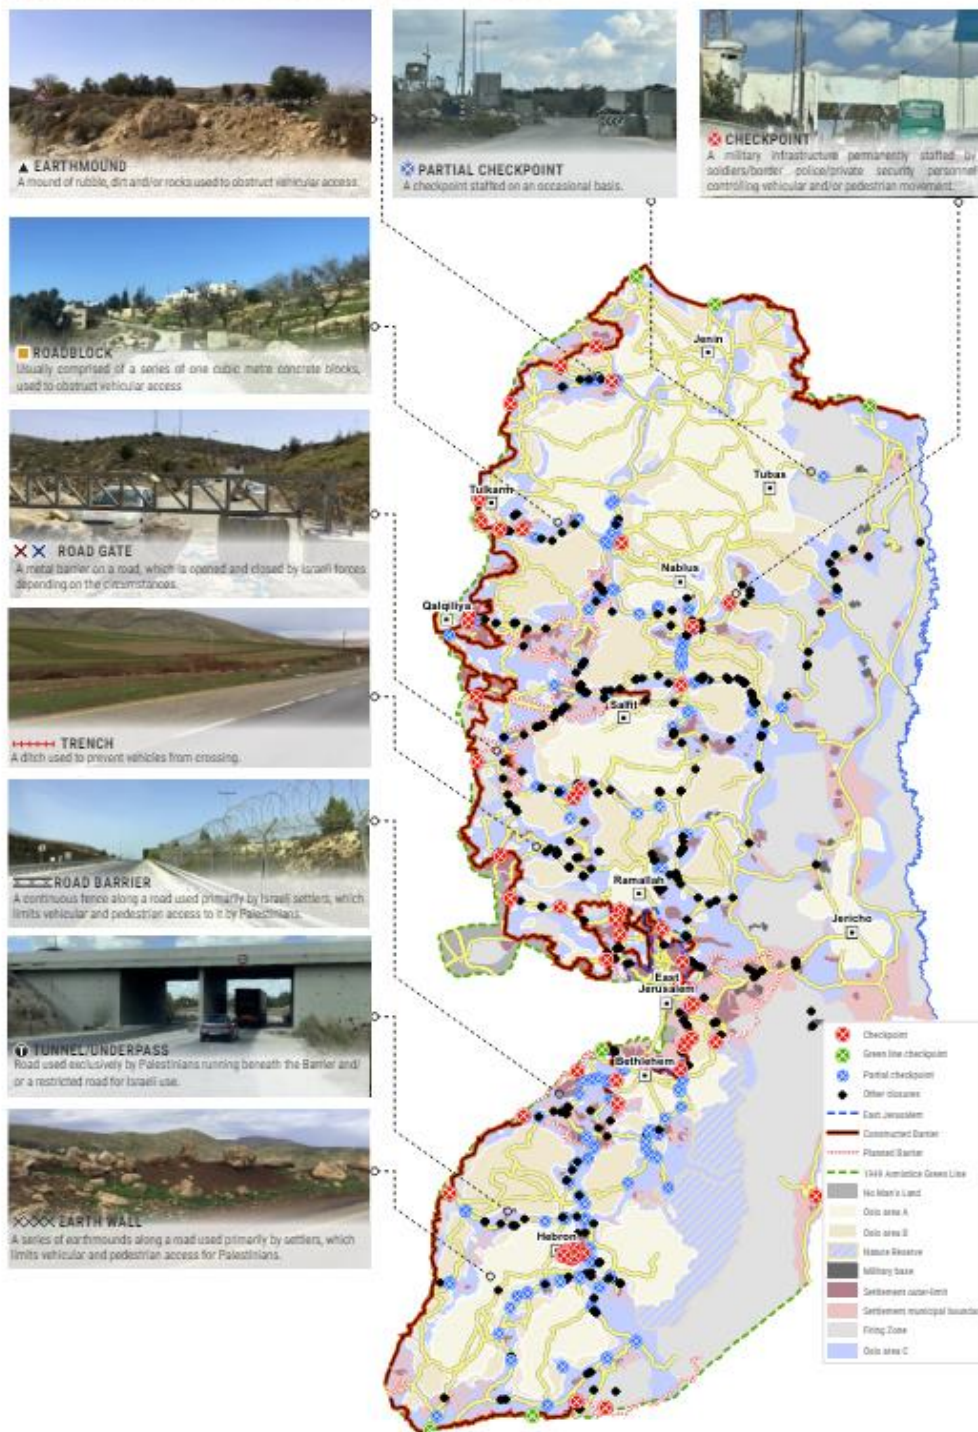 ▲ EARTHMOUND
A mound of rubble, dirt and/or rocks used to obstruct vehicular access.
PARTIAL CHECKPOINT
A checkpoint staffed on an occasional basis.
CHECKPOINT
A military infrastructure permanently staffed by
soldiers/border police/private security personnel
controlling vehicular and/or pedestrian movement.
ROADBLOCK
Usually comprised of a series of one cubic metre concrete blocks,
used to obstruct vehicular access
ROAD GATE
A metal barrier on a road, which is opened and closed by Israeli forces
depending on the circumstances.
TRENCH
A ditch used to prevent vehicles from crossing.
ROAD BARRIER
A continuous fence along a road used primarily by Israeli settlers, which
limits vehicular and pedestrian access to it by Palestinians.
TUNNEL/UNDERPASS
Road used exclusively by Palestinians running beneath the Barrier and/
or a restricted road for Israeli use.
EARTH WALL
A series of earthmounds along a road used primarily by settlers, which
limits vehicular and pedestrian access for Palestinians.
Jenin
Tubas
Tulkarm
Nablus
Qalqiliya
Salfit
Ramallah
Jericho
East
Jerusalem
Bethlehem
Hebron
Checkpoint
Green line checkpoint
Partial checkpoint
Other closures
East Jerusalem
Constructed Barrier
Planned Barrier
1949 Armistice Green Line
No Man's Land
Oslo area A
Oslo area B
Nature Reserve
Military base
Settlement outer-limit
Settlement municipal bounda
Firing Zone
Oslo area C